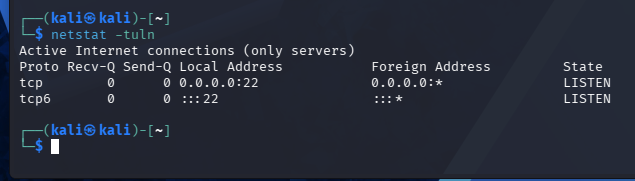 ┌──(kali㉿kali)-[~]
└─$ netstat -tuln
Active Internet connections (only servers)
Proto Recv-Q Send-Q Local Address           Foreign Address         State
tcp        0      0 0.0.0.0:22              0.0.0.0:*               LISTEN
tcp6       0      0 :::22                   :::*                    LISTEN
┌──(kali㉿kali)-[~]
└─$